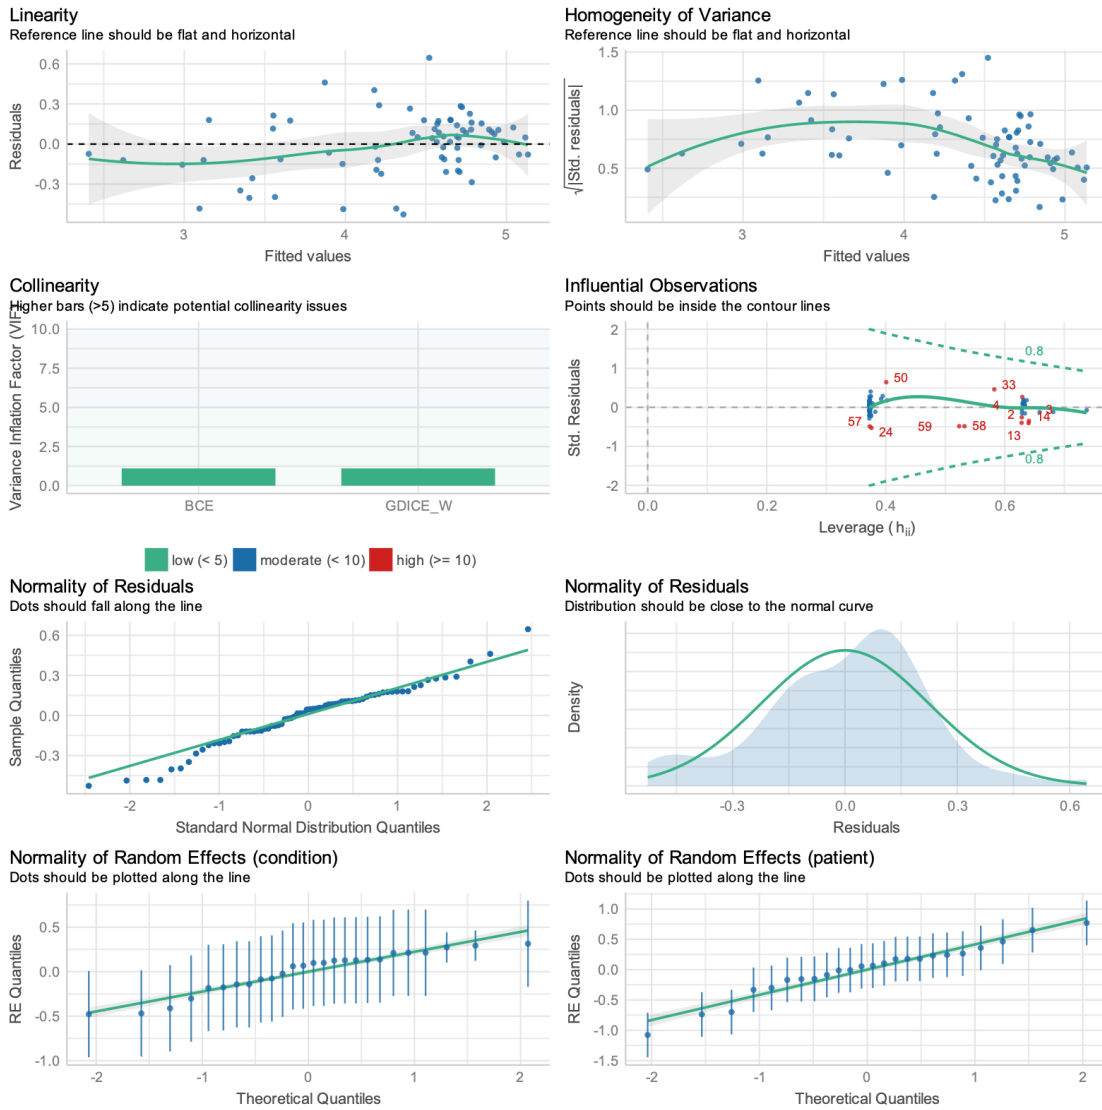 Linearity
Reference line should be flat and horizontal
Residuals
0.6
0.3
0.0
-0.3
3
4
5
Fitted values
Homogeneity of Variance
Reference line should be flat and horizontal
√|Std. residuals|
1.5
1.0
0.5
3
4
5
Fitted values
Collinearity
Higher bars (>5) indicate potential collinearity issues
Variance Inflation Factor (VIF)
10.0
7.5
5.0
2.5
0.0
BCE
GDICE_W
low (< 5)
moderate (< 10)
high (>= 10)
Influential Observations
Points should be inside the contour lines
Std. Residuals
2
1
0
-1
-2
0.8
50
33
4
3
2
14
57
24
59
58
13
0.8
0.0
0.2
0.4
0.6
Leverage (hii)
Normality of Residuals
Dots should fall along the line
Sample Quantiles
0.6
0.3
0.0
-0.3
-2
-1
0
1
2
Standard Normal Distribution Quantiles
Normality of Residuals
Distribution should be close to the normal curve
Density
-0.3
0.0
0.3
0.6
Residuals
Normality of Random Effects (condition)
Dots should be plotted along the line
RE Quantiles
0.5
0.0
-0.5
-1.0
-2
-1
0
1
2
Theoretical Quantiles
Normality of Random Effects (patient)
Dots should be plotted along the line
RE Quantiles
1.0
0.5
0.0
-0.5
-1.0
-1.5
-2
-1
0
1
2
Theoretical Quantiles